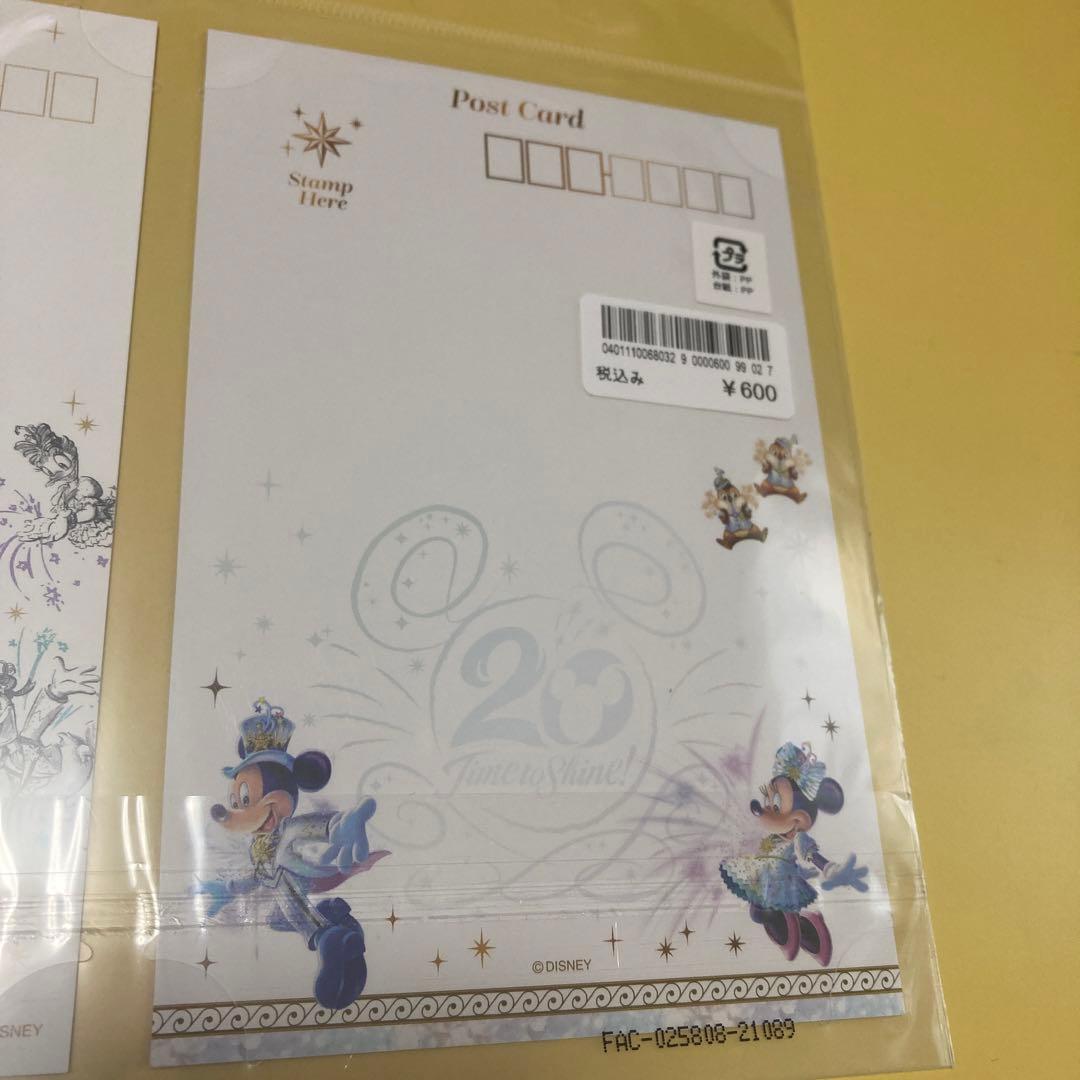 Post Card
Stamp
Here
プラ
外袋:PP
台紙:PP
0401110068032 9 0000600 99 02 7
税込み ¥600
20
Time to Shine!
©DISNEY
SNEY
FAC-025808-21089